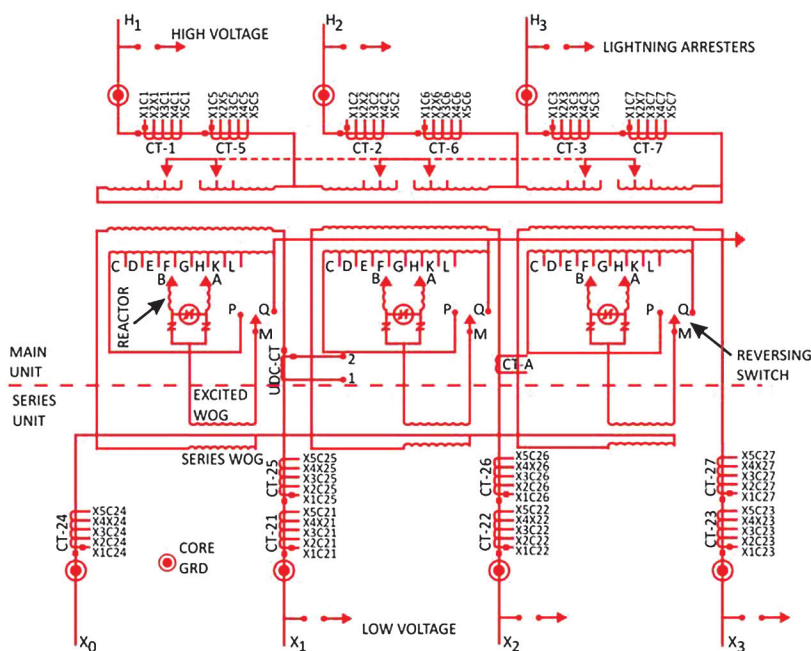 H1
HIGH VOLTAGE
H2
H3
LIGHTNING ARRESTERS
X1C1
X2X1
X3C1
X4C1
X5C1
X1C5
X2X5
X3C5
X4C5
X5C5
X1C2
X2X2
X3C2
X4C2
X5C2
X1C6
X2X6
X3C6
X4C6
X5C6
X1C3
X2X3
X3C3
X4C3
X5C3
X1C7
X2X7
X3C7
X4C7
X5C7
CT-1
CT-5
CT-2
CT-6
CT-3
CT-7
C D E F G H K L
B A
P Q
M
REACTOR
C D E F G H K L
B A
P Q
M
C D E F G H K L
B A
P Q
M
MAIN
UNIT
SERIES
UNIT
UDC-CT
2
1
CT-A
REVERSING
SWITCH
EXCITED
WOG
SERIES WOG
CT-25
X5C25
X4X25
X3C25
X2C25
X1C25
CT-26
X5C26
X4X26
X3C26
X2C26
X1C26
CT-27
X5C27
X4X27
X3C27
X2C27
X1C27
CT-24
X5C24
X4X24
X3C24
X2C24
X1C24
CT-21
X5C21
X4X21
X3C21
X2C21
X1C21
CT-22
X5C22
X4X22
X3C22
X2C22
X1C22
CT-23
X5C23
X4X23
X3C23
X2C23
X1C23
CORE
GRD
X0
X1
LOW VOLTAGE
X2
X3